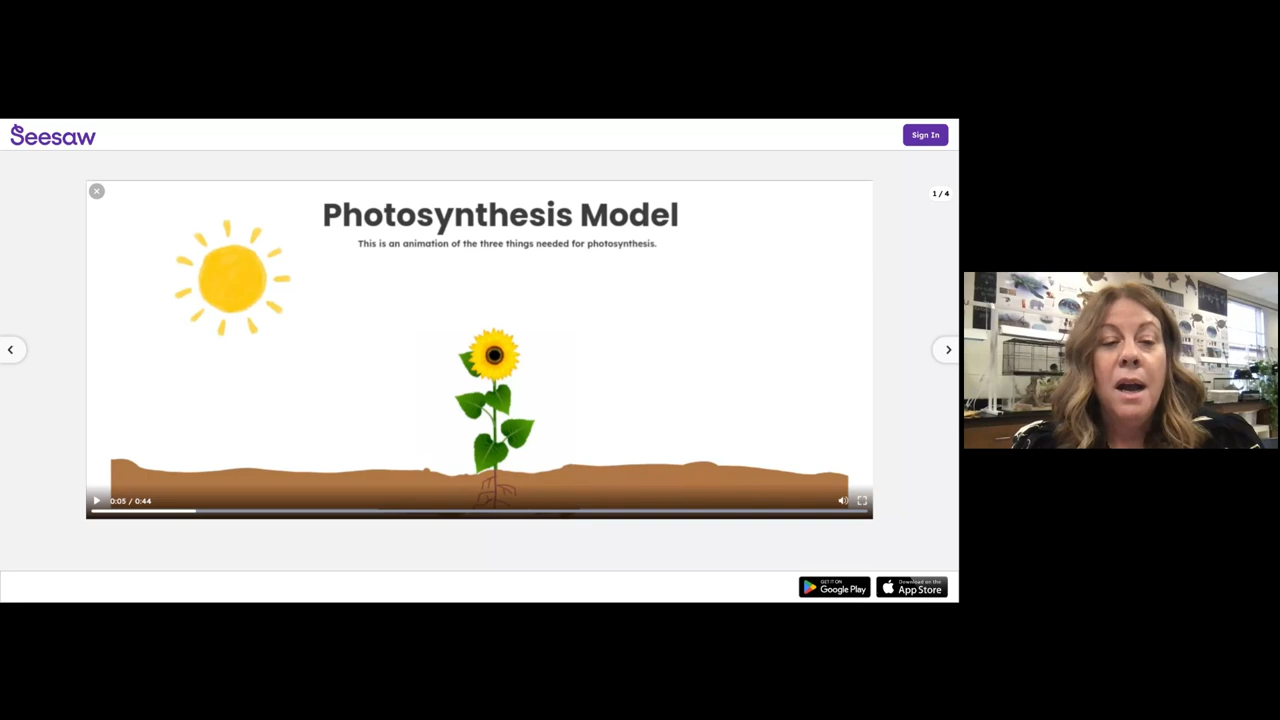 Seesaw
Sign In
1 / 4
Photosynthesis Model
This is an animation of the three things needed for photosynthesis.
0:05 / 0:44
GET IT ON
Google Play
Download on the
App Store